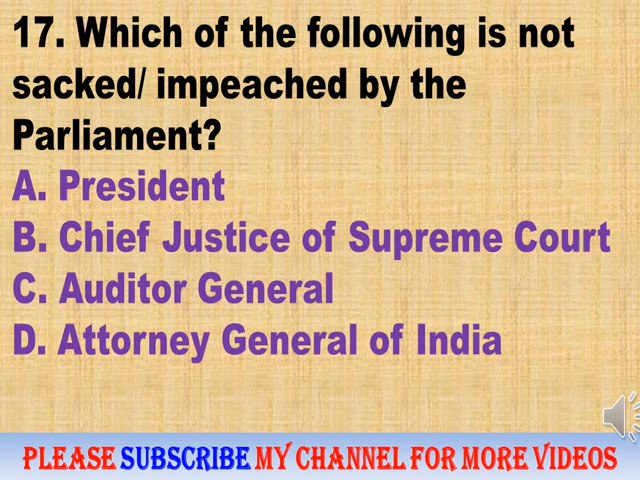 17. Which of the following is not
sacked/ impeached by the
Parliament?
A. President
B. Chief Justice of Supreme Court
C. Auditor General
D. Attorney General of India
PLEASE SUBSCRIBE MY CHANNEL FOR MORE VIDEOS